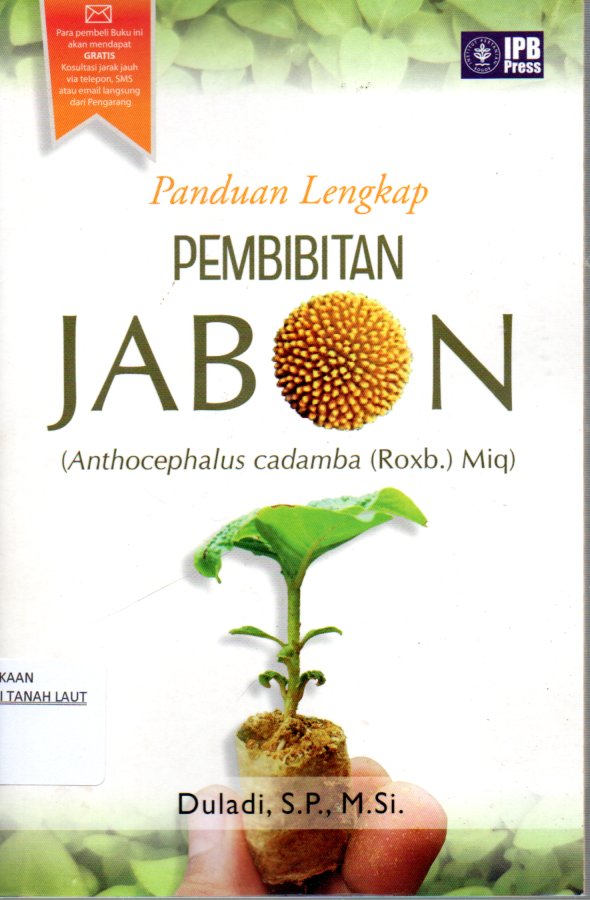 Para pembeli Buku ini
akan mendapat
GRATIS
Kosultasi jarak jauh
via telepon, SMS
atau email langsung
dari Pengarang
IPB
Press
Panduan Lengkap
PEMBIBITAN
JABON
(Anthocephalus cadamba (Roxb.) Miq)
KAAN
I TANAH LAUT
Duladi, S.P., M.Si.